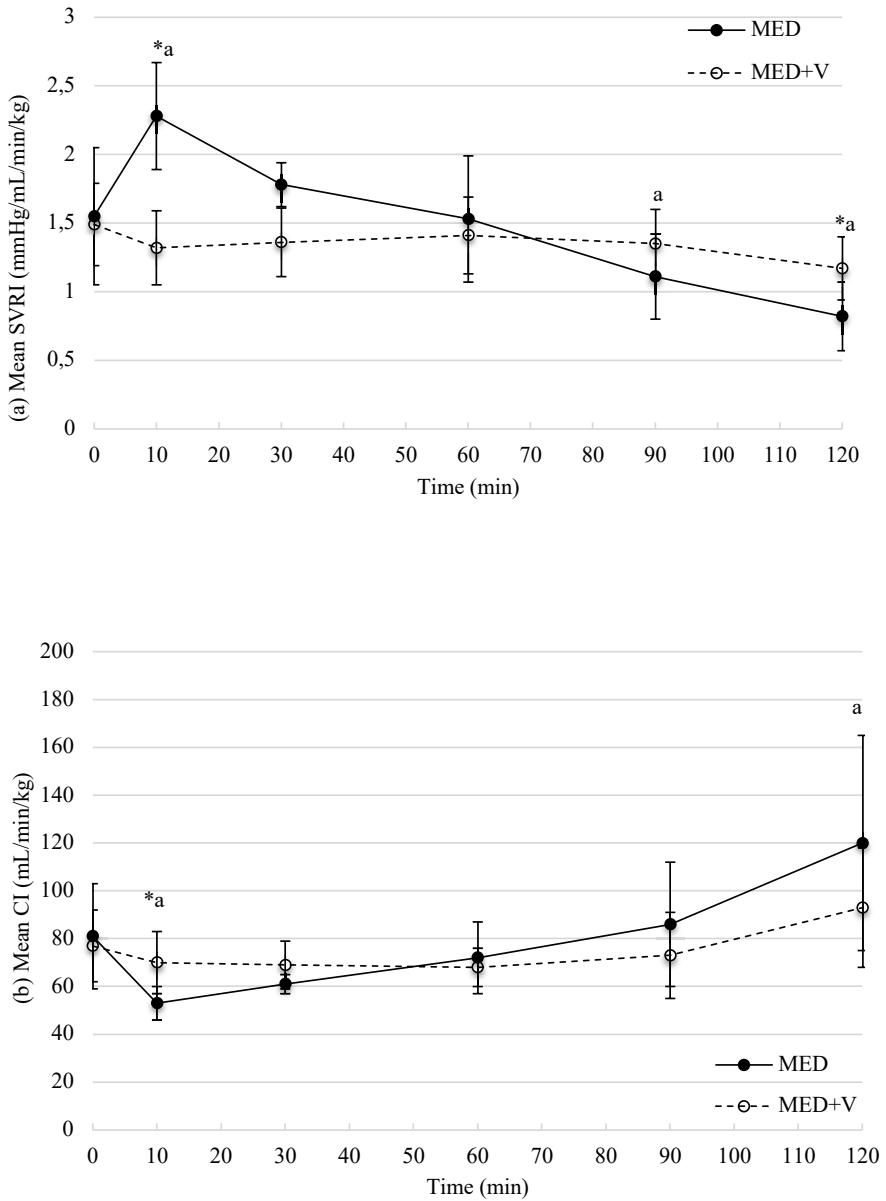 3
MED
*a
2,5
MED+V
2
a
1,5
*a
1
0,5
0
(a) Mean SVRI (mmHg/mL/min/kg)
0 10 20 30 40 50 60 70 80 90 100 110 120
Time (min)
200
180
a
160
140
120
100
*a
80
60
40
MED
20
MED+V
0
(b) Mean CI (mL/min/kg)
0 10 20 30 40 50 60 70 80 90 100 110 120
Time (min)